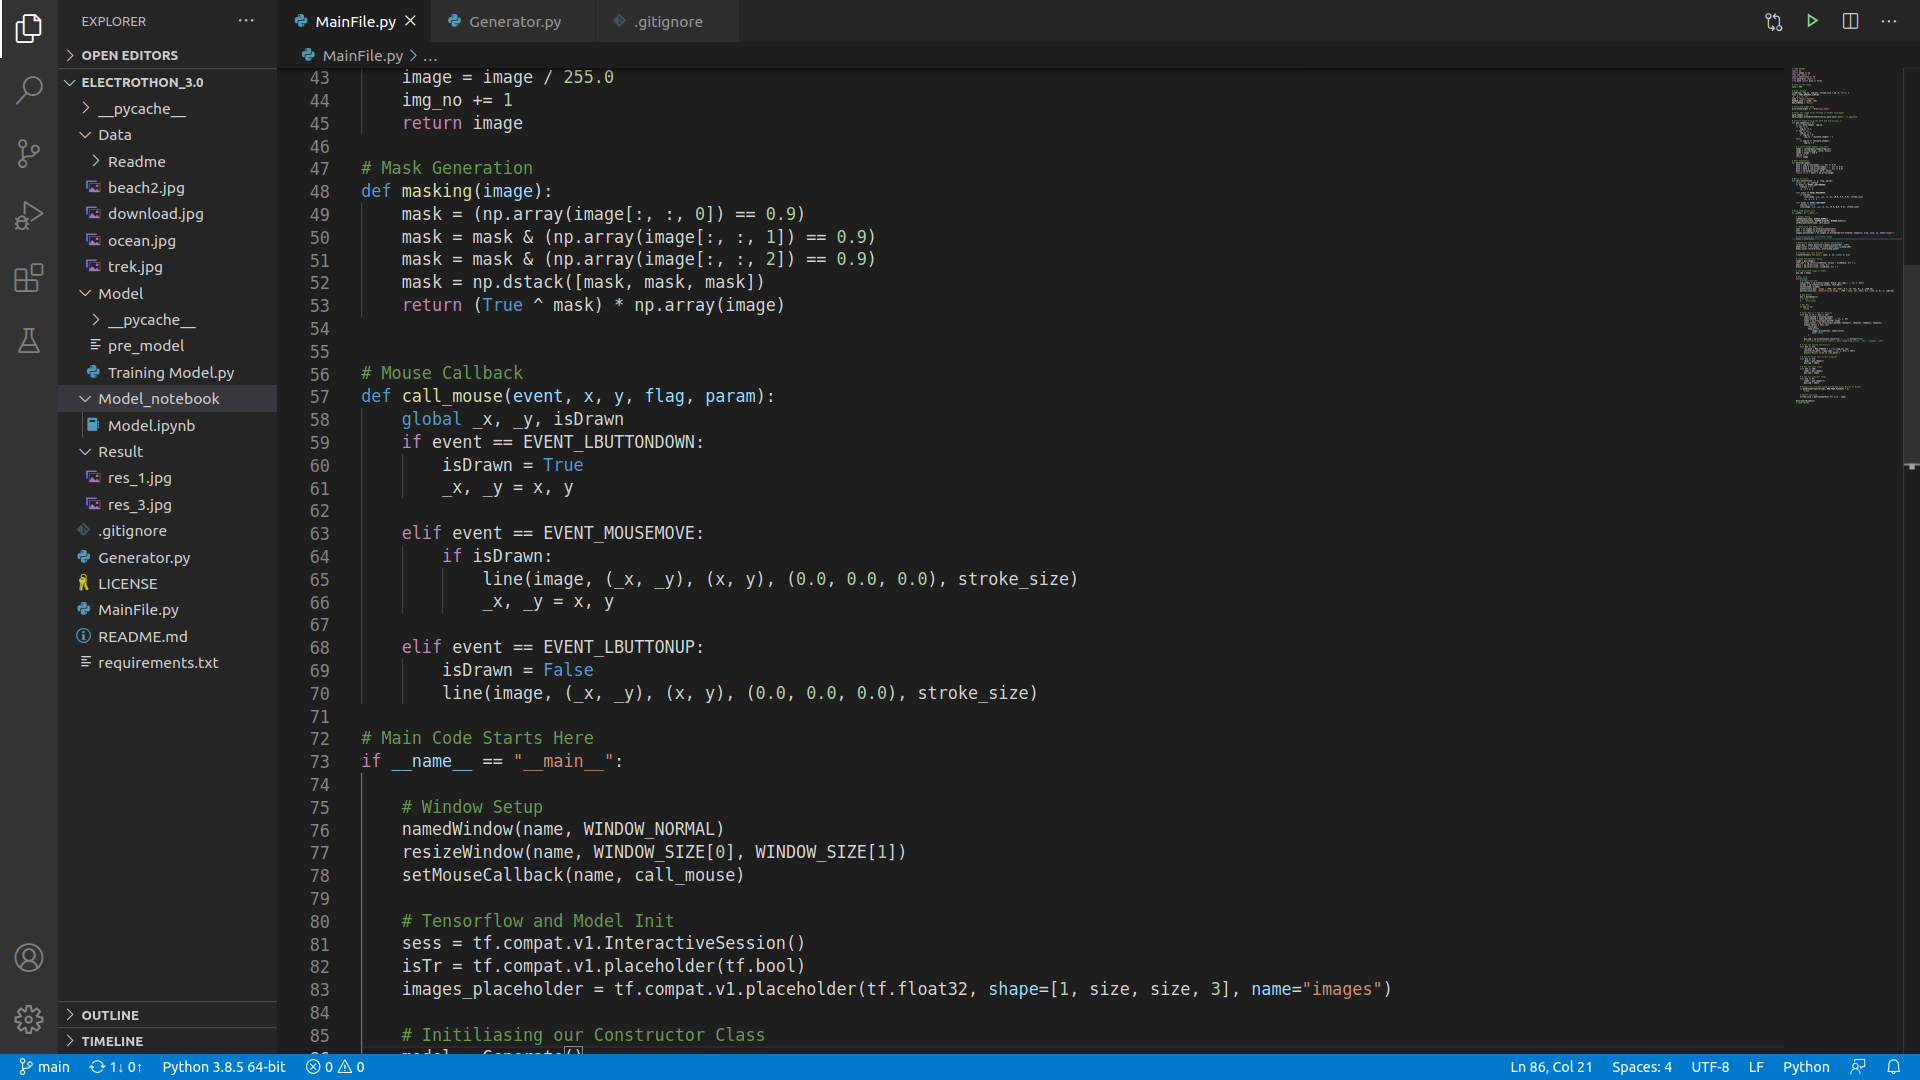 EXPLORER
OPEN EDITORS
ELECTROTHON_3.0
__pycache__
Data
Readme
beach2.jpg
download.jpg
ocean.jpg
trek.jpg
Model
__pycache__
pre_model
Training Model.py
Model_notebook
Model.ipynb
Result
res_1.jpg
res_3.jpg
.gitignore
Generator.py
LICENSE
MainFile.py
README.md
requirements.txt
OUTLINE
TIMELINE
MainFile.py
Generator.py
.gitignore
MainFile.py > ...
43 image = image / 255.0
44 img_no += 1
45 return image
46
47 # Mask Generation
48 def masking(image):
49 mask = (np.array(image[:, :, 0]) == 0.9)
50 mask = mask & (np.array(image[:, :, 1]) == 0.9)
51 mask = mask & (np.array(image[:, :, 2]) == 0.9)
52 mask = np.dstack([mask, mask, mask])
53 return (True ^ mask) * np.array(image)
54
55
56 # Mouse Callback
57 def call_mouse(event, x, y, flag, param):
58 global _x, _y, isDrawn
59 if event == EVENT_LBUTTONDOWN:
60 isDrawn = True
61 _x, _y = x, y
62
63 elif event == EVENT_MOUSEMOVE:
64 if isDrawn:
65 line(image, (_x, _y), (x, y), (0.0, 0.0, 0.0), stroke_size)
66 _x, _y = x, y
67
68 elif event == EVENT_LBUTTONUP:
69 isDrawn = False
70 line(image, (_x, _y), (x, y), (0.0, 0.0, 0.0), stroke_size)
71
72 # Main Code Starts Here
73 if __name__ == "__main__":
74
75 # Window Setup
76 namedWindow(name, WINDOW_NORMAL)
77 resizeWindow(name, WINDOW_SIZE[0], WINDOW_SIZE[1])
78 setMouseCallback(name, call_mouse)
79
80 # Tensorflow and Model Init
81 sess = tf.compat.v1.InteractiveSession()
82 isTr = tf.compat.v1.placeholder(tf.bool)
83 images_placeholder = tf.compat.v1.placeholder(tf.float32, shape=[1, size, size, 3], name="images")
84
85 # Initiliasing our Constructor Class
86 model = Generate()
main
1↓ 0↑
Python 3.8.5 64-bit
0
0
Ln 86, Col 21
Spaces: 4
UTF-8
LF
Python